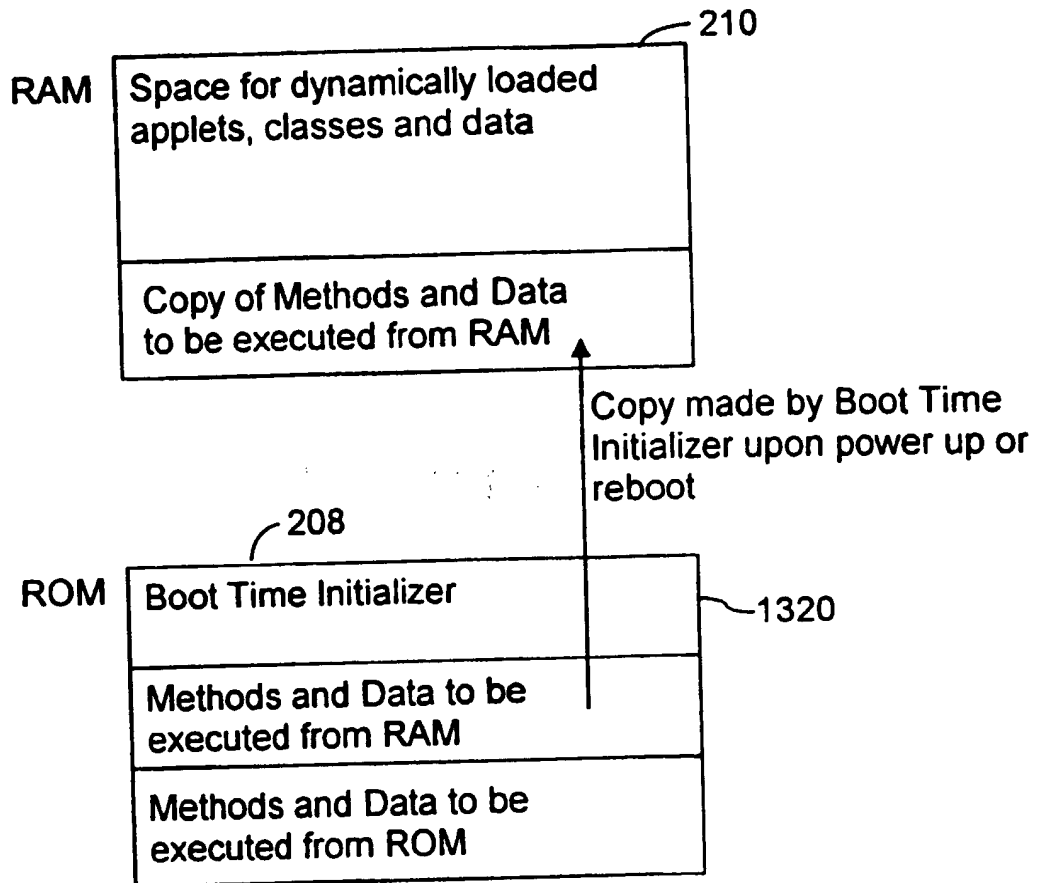 210
RAM
Space for dynamically loaded
applets, classes and data
Copy of Methods and Data
to be executed from RAM
Copy made by Boot Time
Initializer upon power up or
reboot
208
ROM
Boot Time Initializer
1320
Methods and Data to be
executed from RAM
Methods and Data to be
executed from ROM